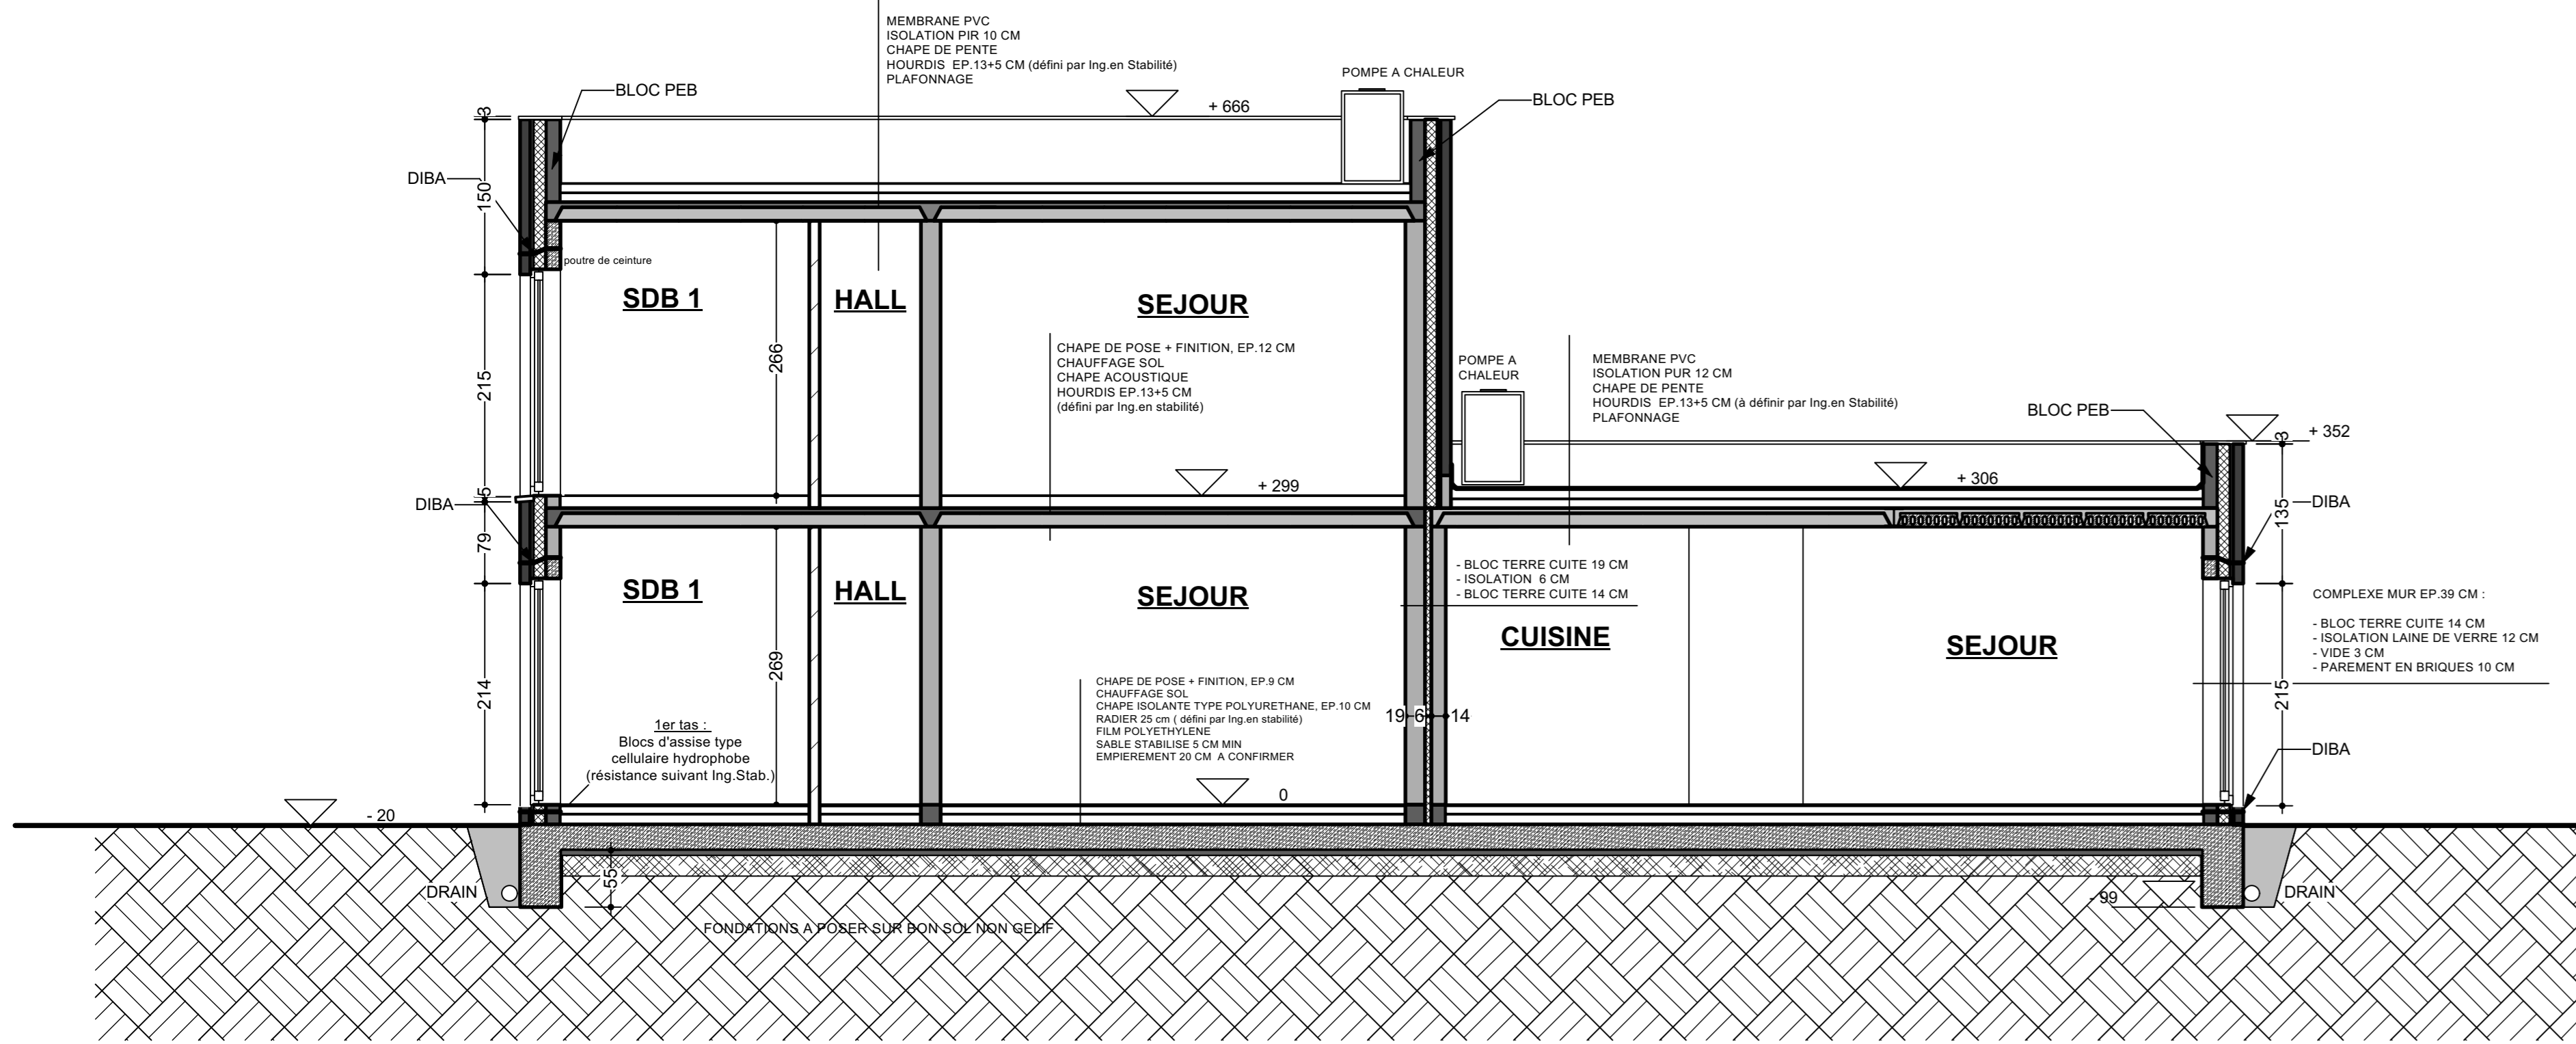 MEMBRANE PVC
ISOLATION PIR 10 CM
CHAPE DE PENTE
HOURDIS EP.13+5 CM (défini par Ing.en Stabilité)
PLAFONNAGE
POMPE A CHALEUR
BLOC PEB
+ 666
BLOC PEB
3
DIBA
150
poutre de ceinture
SDB 1
HALL
SEJOUR
266
215
CHAPE DE POSE + FINITION, EP.12 CM
CHAUFFAGE SOL
CHAPE ACOUSTIQUE
HOURDIS EP.13+5 CM
(défini par Ing.en stabilité)
POMPE A
CHALEUR
MEMBRANE PVC
ISOLATION PUR 12 CM
CHAPE DE PENTE
HOURDIS EP.13+5 CM (à définir par Ing.en Stabilité)
PLAFONNAGE
BLOC PEB
3
+ 352
+ 299
+ 306
5
DIBA
DIBA
135
79
SDB 1
HALL
SEJOUR
- BLOC TERRE CUITE 19 CM
- ISOLATION 6 CM
- BLOC TERRE CUITE 14 CM
CUISINE
SEJOUR
COMPLEXE MUR EP.39 CM :
- BLOC TERRE CUITE 14 CM
- ISOLATION LAINE DE VERRE 12 CM
- VIDE 3 CM
- PAREMENT EN BRIQUES 10 CM
269
214
215
CHAPE DE POSE + FINITION, EP.9 CM
CHAUFFAGE SOL
CHAPE ISOLANTE TYPE POLYURETHANE, EP.10 CM
RADIER 25 cm ( défini par Ing.en stabilité)
FILM POLYETHYLENE
SABLE STABILISE 5 CM MIN
EMPIEREMENT 20 CM A CONFIRMER
19 6 14
1er tas :
Blocs d'assise type
cellulaire hydrophobe
(résistance suivant Ing.Stab.)
DIBA
0
- 20
55
DRAIN
- 99
DRAIN
FONDATIONS A POSER SUR BON SOL NON GELIF